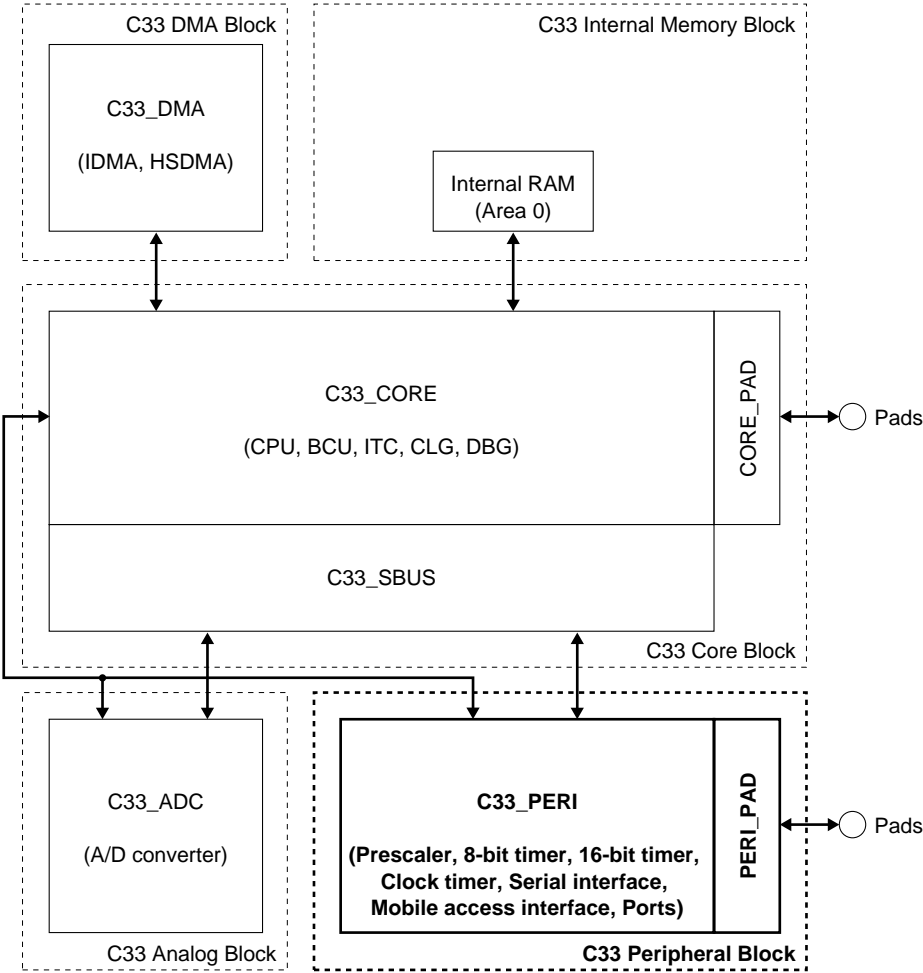 C33 DMA Block
C33 Internal Memory Block
C33_DMA
(IDMA, HSDMA)
Internal RAM
(Area 0)
C33_CORE
(CPU, BCU, ITC, CLG, DBG)
CORE_PAD
Pads
C33_SBUS
C33 Core Block
C33_ADC
(A/D converter)
C33 Analog Block
C33_PERI
(Prescaler, 8-bit timer, 16-bit timer,
Clock timer, Serial interface,
Mobile access interface, Ports)
PERI_PAD
Pads
C33 Peripheral Block